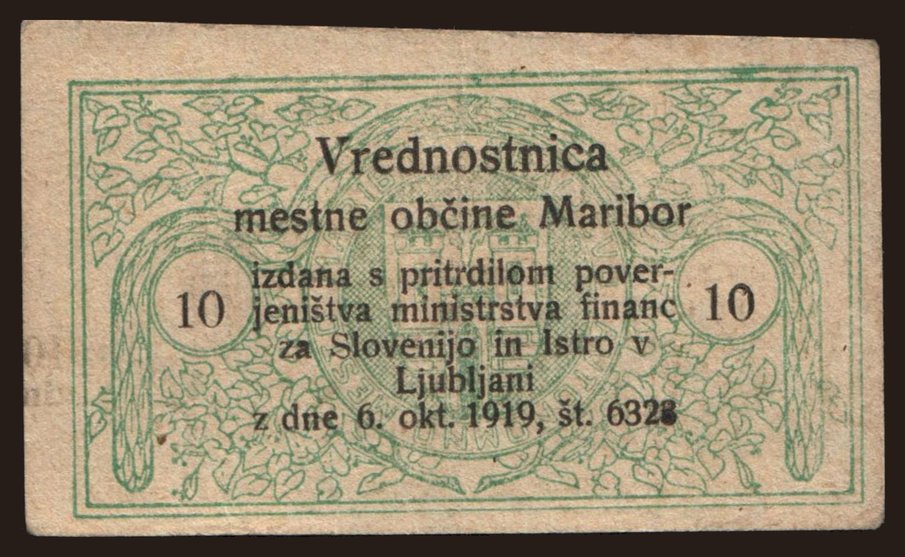 Vrednostnica
mestne občine Maribor
izdana s pritrdilom pover-
jeništva ministrstva financ
10
10
za Slovenijo in Istro v
Ljubljani
z dne 6. okt. 1919, št. 6328